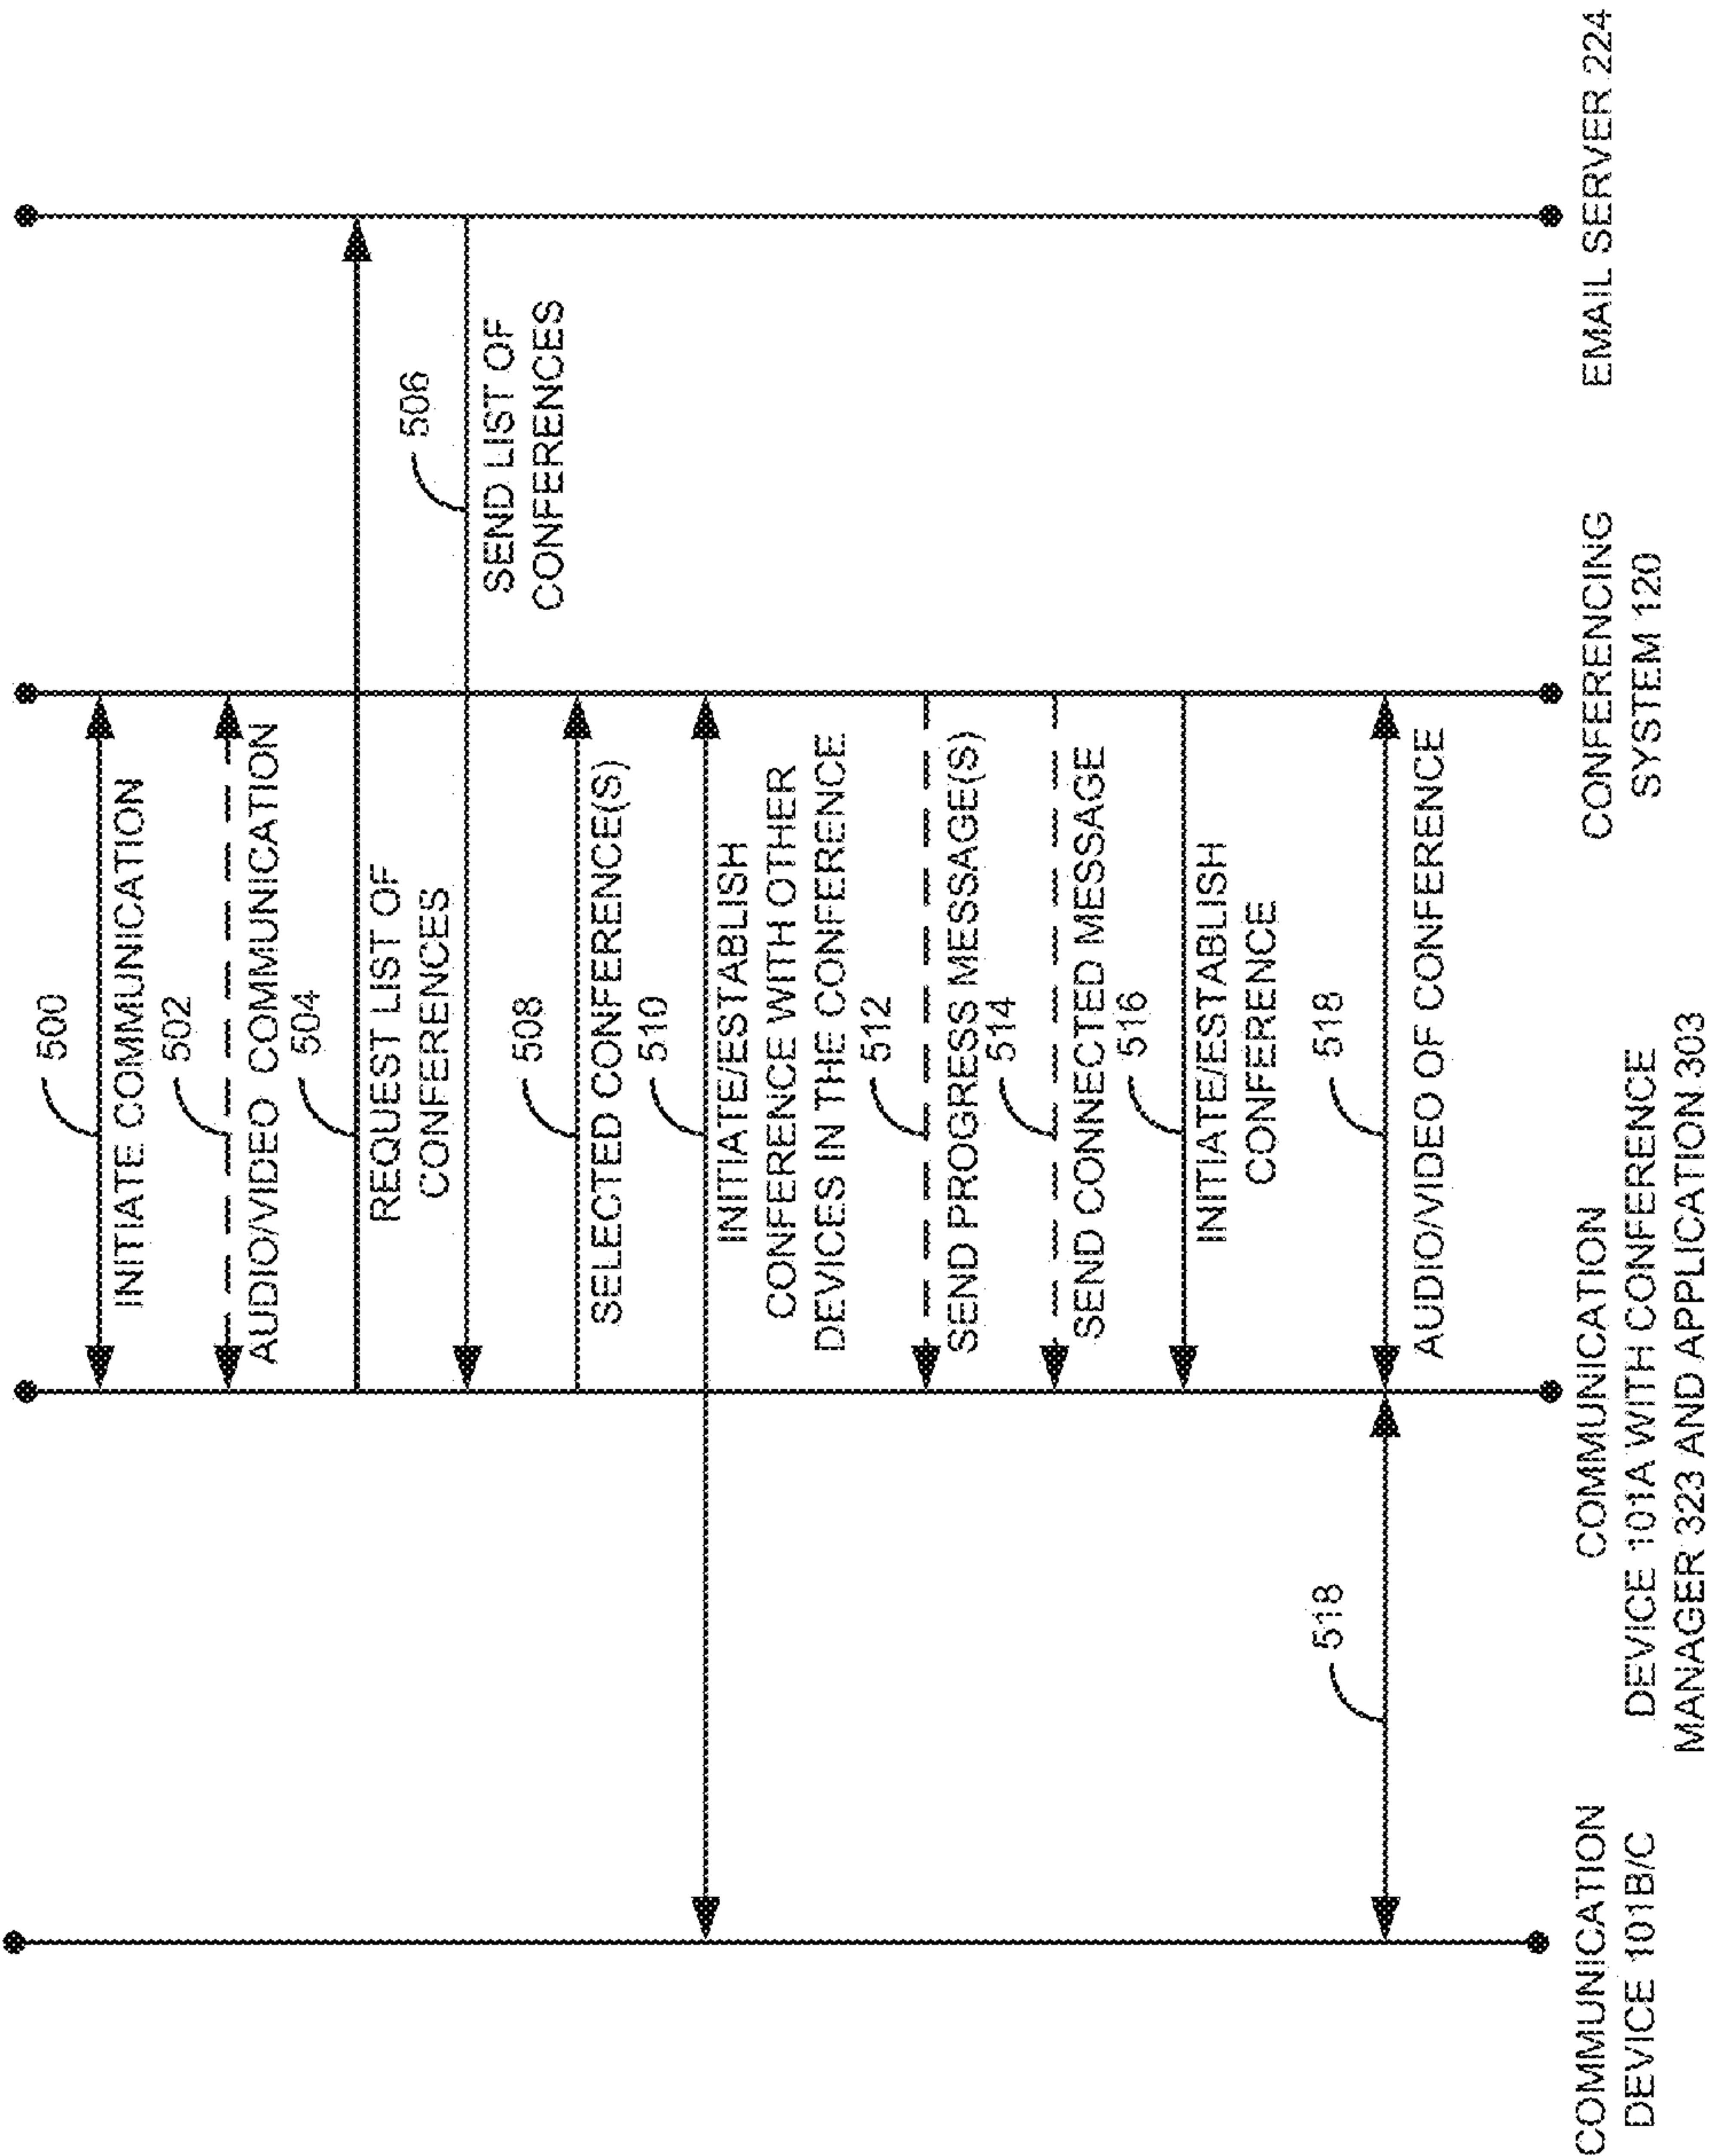 500
INITIATE COMMUNICATION
502
AUDIO/VIDEO COMMUNICATION
504
REQUEST LIST OF
CONFERENCES
506
SEND LIST OF
CONFERENCES
508
SELECTED CONFERENCE(S)
510
INITIATE/ESTABLISH
CONFERENCE WITH OTHER
DEVICES IN THE CONFERENCE
512
SEND PROGRESS MESSAGE(S)
514
SEND CONNECTED MESSAGE
516
INITIATE/ESTABLISH
CONFERENCE
518
518
AUDIO/VIDEO OF CONFERENCE
COMMUNICATION
DEVICE 101B/C
COMMUNICATION
DEVICE 101A WITH CONFERENCE
MANAGER 323 AND APPLICATION 303
CONFERENCING
SYSTEM 120
EMAIL SERVER 224